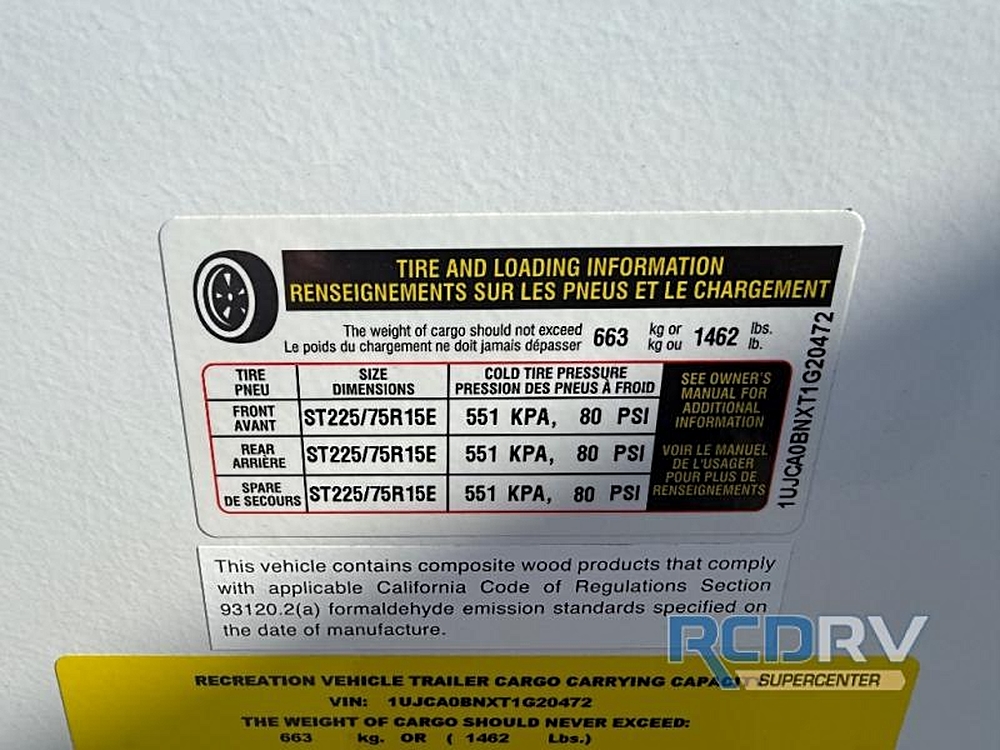 TIRE AND LOADING INFORMATION
RENSEIGNEMENTS SUR LES PNEUS ET LE CHARGEMENT
The weight of cargo should not exceed 663 kg or 1462 lbs.
Le poids du chargement ne doit jamais dépasser kg ou lb.
TIRE PNEU
SIZE DIMENSIONS
COLD TIRE PRESSURE
PRESSION DES PNEUS À FROID
FRONT AVANT ST225/75R15E 551 KPA, 80 PSI
REAR ARRIÈRE ST225/75R15E 551 KPA, 80 PSI
SPARE DE SECOURS ST225/75R15E 551 KPA, 80 PSI
SEE OWNER'S
MANUAL FOR
ADDITIONAL
INFORMATION
VOIR LE MANUEL
DE L'USAGER
POUR PLUS DE
RENSEIGNEMENTS
1UJCA0BNXT1G20472
This vehicle contains composite wood products that comply
with applicable California Code of Regulations Section
93120.2(a) formaldehyde emission standards specified on
the date of manufacture.
RECREATION VEHICLE TRAILER CARGO CARRYING
VIN: 1UJCA0BNXT1G20472
THE WEIGHT OF CARGO SHOULD NEVER EXCEED:
663 kg. OR ( 1462 Lbs.)
RCDRV
SUPERCENTER